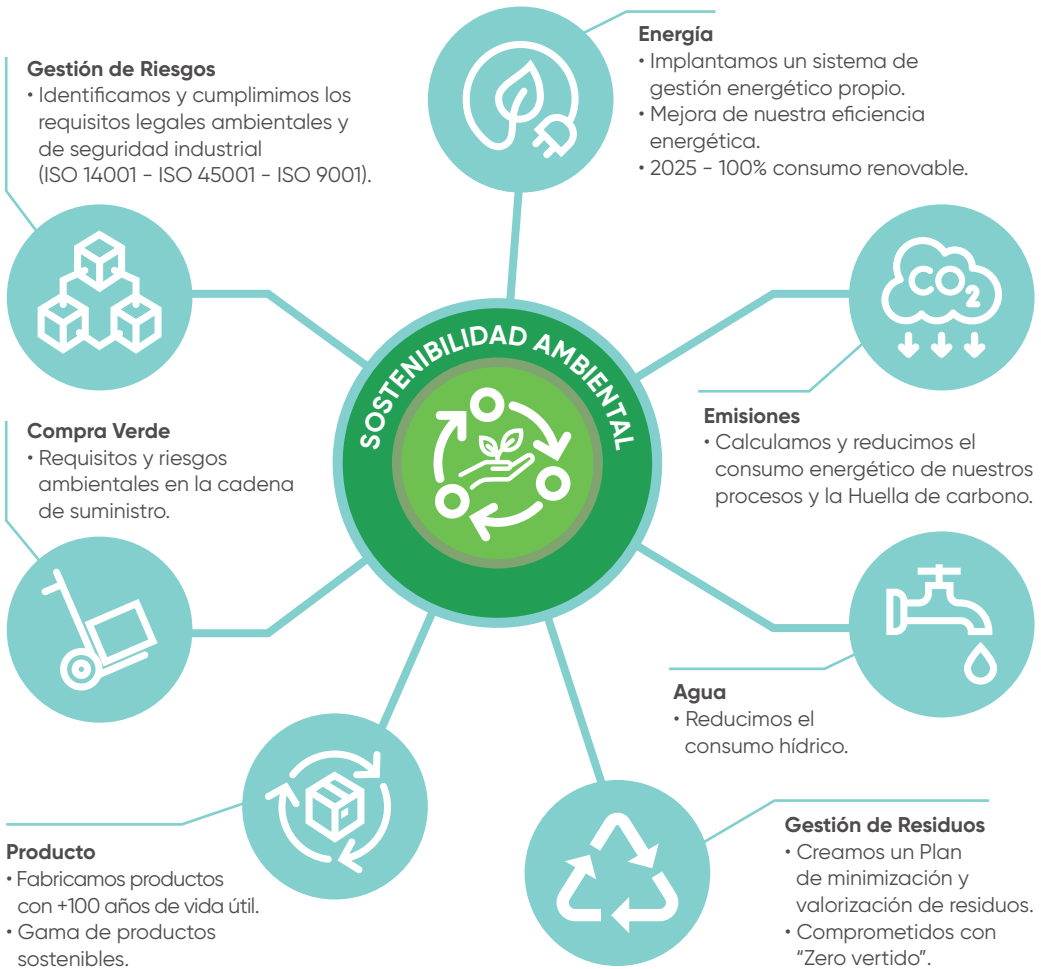 Energía
• Implantamos un sistema de
gestión energético propio.
• Mejora de nuestra eficiencia
energética.
• 2025 - 100% consumo renovable.
Gestión de Riesgos
• Identificamos y cumplimimos los
requisitos legales ambientales y
de seguridad industrial
(ISO 14001 - ISO 45001 - ISO 9001).
CO2
SOSTENIBILIDAD AMBIENTAL
Emisiones
• Calculamos y reducimos el
consumo energético de nuestros
procesos y la Huella de carbono.
Compra Verde
• Requisitos y riesgos
ambientales en la cadena
de suministro.
Agua
• Reducimos el
consumo hídrico.
Gestión de Residuos
• Creamos un Plan
de minimización y
valorización de residuos.
• Comprometidos con
“Zero vertido”.
Producto
• Fabricamos productos
con +100 años de vida útil.
• Gama de productos
sostenibles.